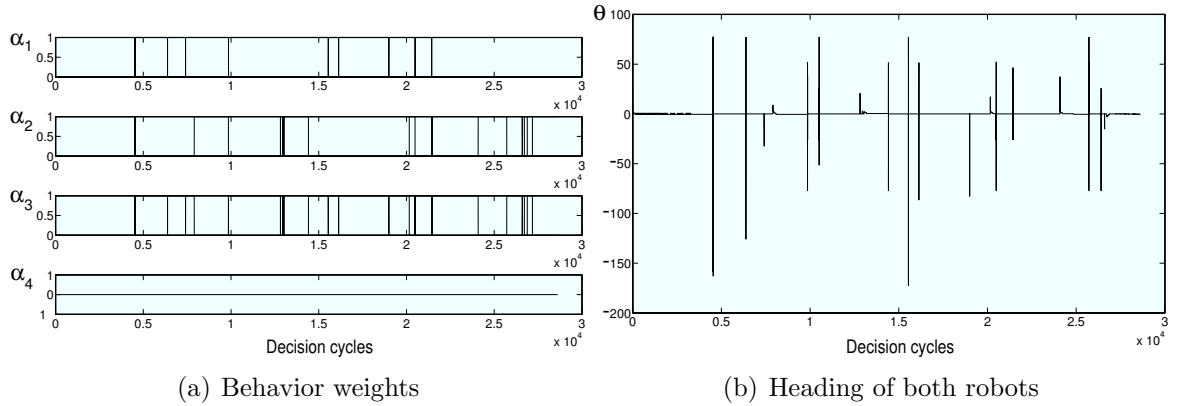 α1
1
0.5
0
0 0.5 1 1.5 2 2.5 3
x 10^4
α2
1
0.5
0
0 0.5 1 1.5 2 2.5 3
x 10^4
α3
1
0.5
0
0 0.5 1 1.5 2 2.5 3
x 10^4
α4
1
0
1
0 0.5 1 1.5 2 2.5 3
x 10^4
Decision cycles
(a) Behavior weights
θ
100
50
0
-50
-100
-150
-200
0 0.5 1 1.5 2 2.5 3
x 10^4
Decision cycles
(b) Heading of both robots